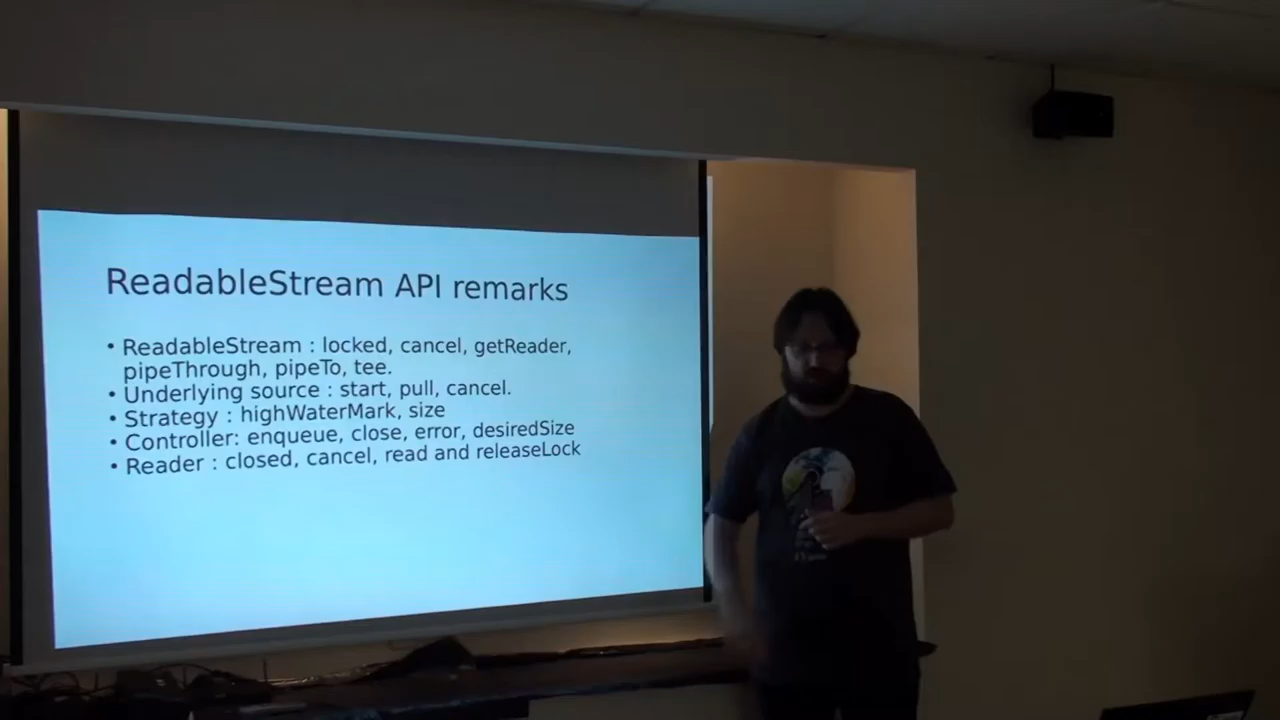 ReadableStream API remarks
• ReadableStream : locked, cancel, getReader,
pipeThrough, pipeTo, tee.
• Underlying source : start, pull, cancel.
• Strategy : highWaterMark, size
• Controller: enqueue, close, error, desiredSize
• Reader : closed, cancel, read and releaseLock